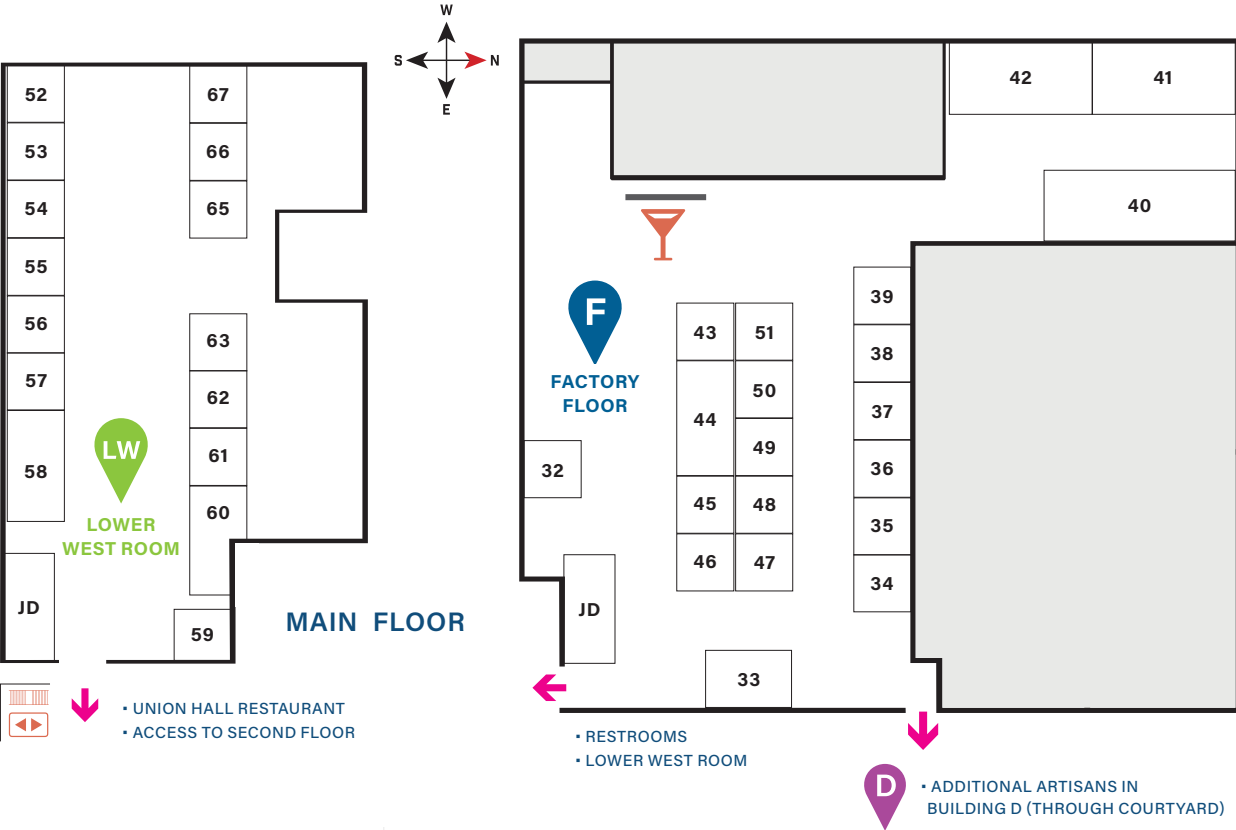 W
S N
E
52
53
54
55
56
57
58
JD
67
66
65
63
62
61
60
59
LW
LOWER
WEST ROOM
MAIN FLOOR
▪ UNION HALL RESTAURANT
▪ ACCESS TO SECOND FLOOR
42
41
40
F
FACTORY
FLOOR
32
JD
43
44
45
46
51
50
49
48
47
39
38
37
36
35
34
33
▪ RESTROOMS
▪ LOWER WEST ROOM
D
▪ ADDITIONAL ARTISANS IN
BUILDING D (THROUGH COURTYARD)